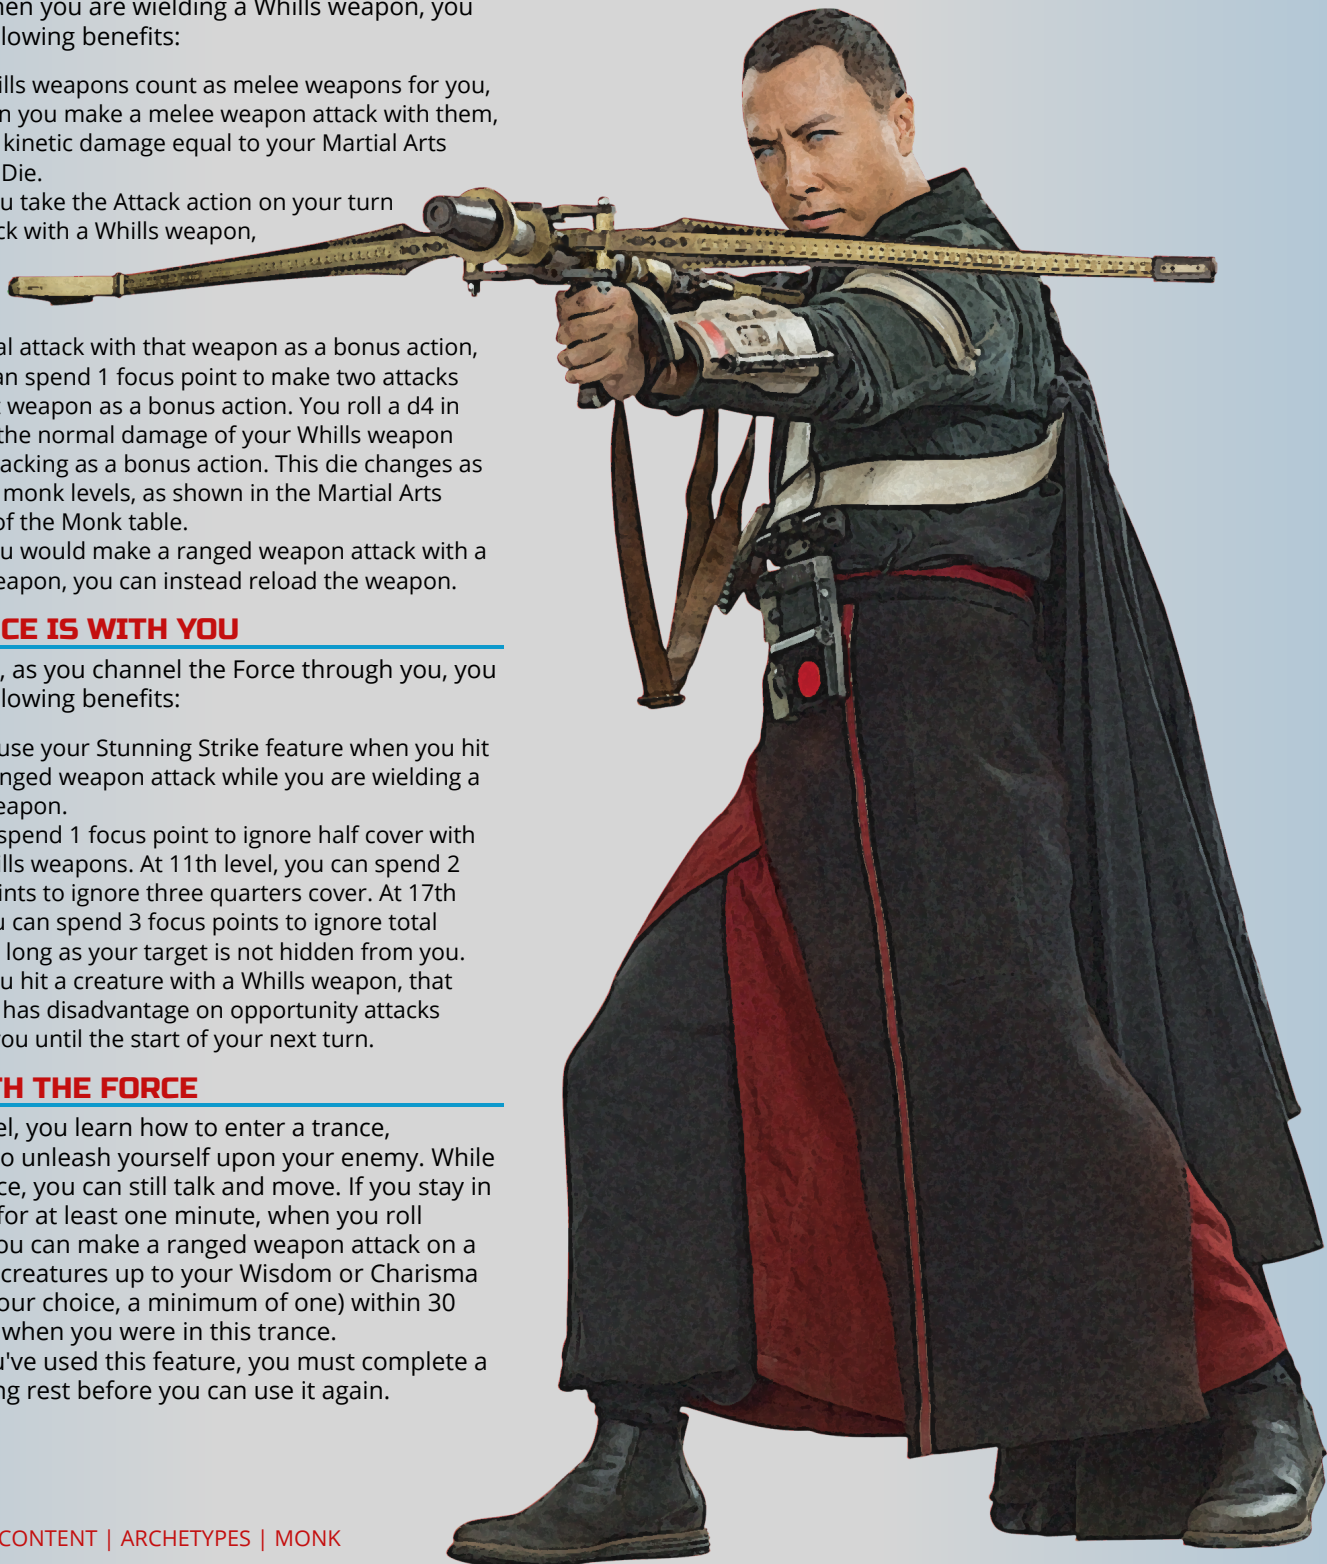 hen you are wielding a Whills weapon, you
lowing benefits:
ills weapons count as melee weapons for you,
n you make a melee weapon attack with them,
kinetic damage equal to your Martial Arts
Die.
u take the Attack action on your turn
ck with a Whills weapon,
al attack with that weapon as a bonus action,
an spend 1 focus point to make two attacks
t weapon as a bonus action. You roll a d4 in
the normal damage of your Whills weapon
tacking as a bonus action. This die changes as
monk levels, as shown in the Martial Arts
of the Monk table.
u would make a ranged weapon attack with a
eapon, you can instead reload the weapon.
CE IS WITH YOU
, as you channel the Force through you, you
lowing benefits:
use your Stunning Strike feature when you hit
nged weapon attack while you are wielding a
eapon.
spend 1 focus point to ignore half cover with
ills weapons. At 11th level, you can spend 2
ints to ignore three quarters cover. At 17th
u can spend 3 focus points to ignore total
long as your target is not hidden from you.
u hit a creature with a Whills weapon, that
has disadvantage on opportunity attacks
you until the start of your next turn.
TH THE FORCE
el, you learn how to enter a trance,
o unleash yourself upon your enemy. While
ce, you can still talk and move. If you stay in
for at least one minute, when you roll
ou can make a ranged weapon attack on a
creatures up to your Wisdom or Charisma
our choice, a minimum of one) within 30
when you were in this trance.
u've used this feature, you must complete a
ng rest before you can use it again.
CONTENT | ARCHETYPES | MONK